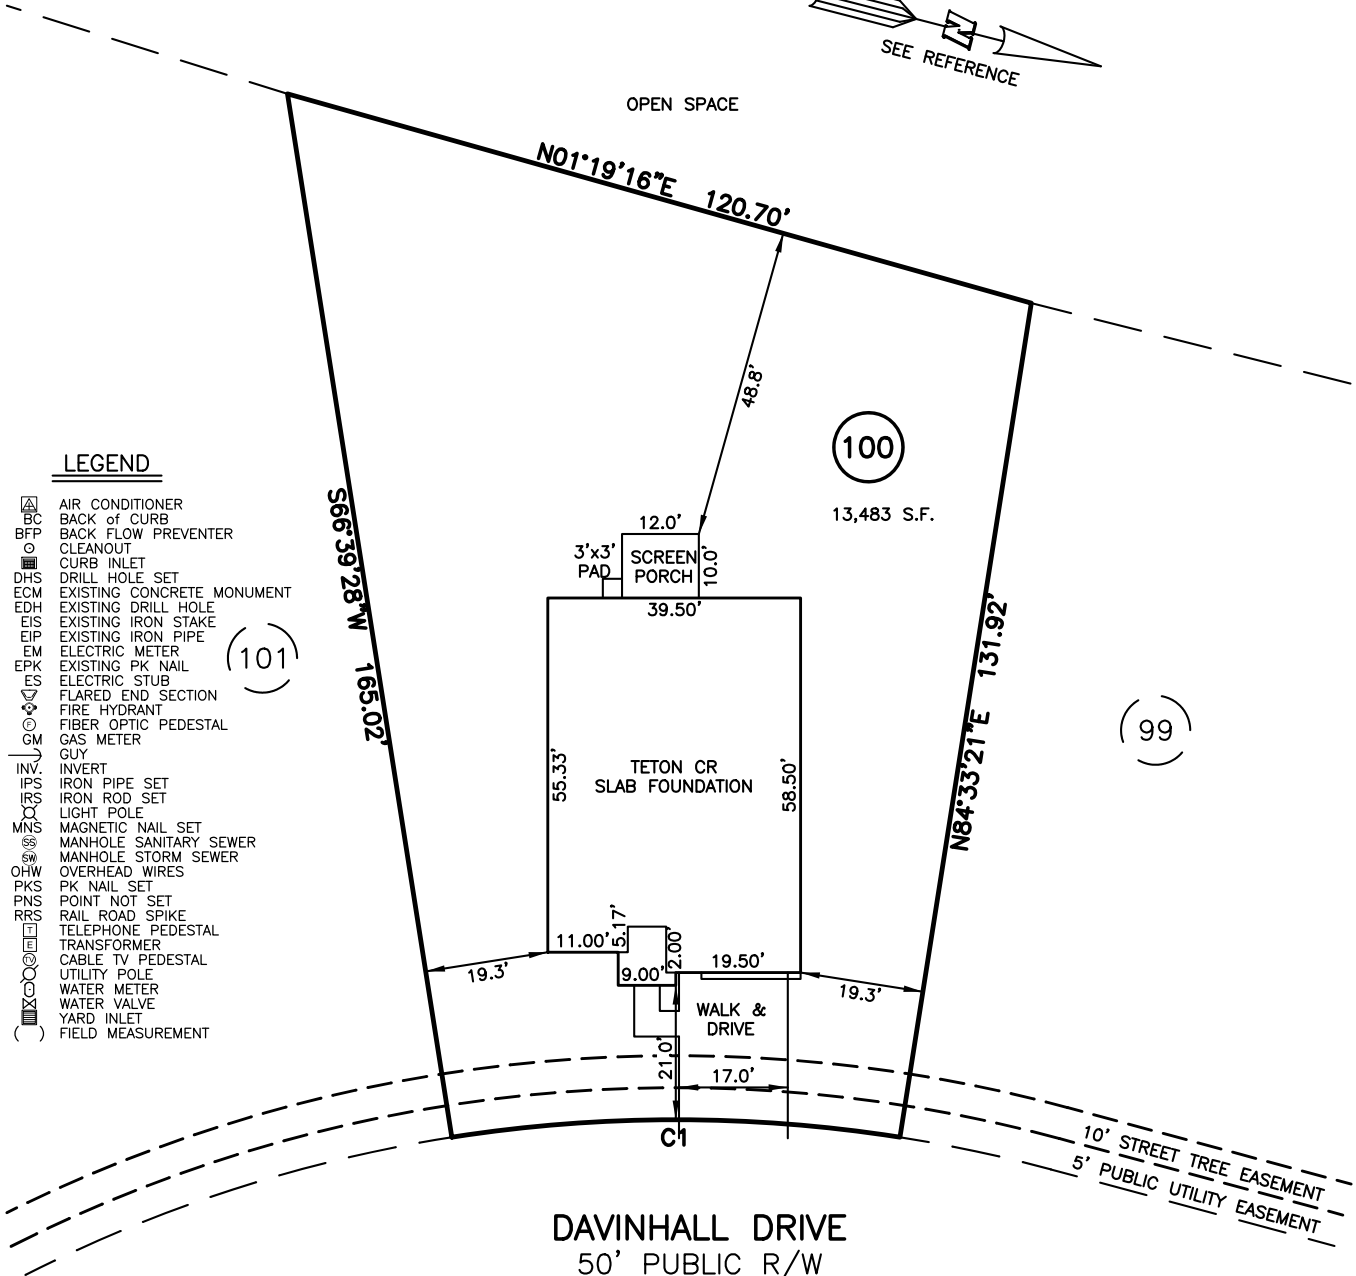 N
SEE REFERENCE
OPEN SPACE
N01°19'16"E 120.70'
48.8'
100
13,483 S.F.
S66°39'28"W 165.02'
12.0'
3'x3'
PAD
SCREEN
PORCH
10.0'
39.50'
LEGEND
AIR CONDITIONER
BC BACK of CURB
BFP BACK FLOW PREVENTER
CLEANOUT
CURB INLET
DHS DRILL HOLE SET
ECM EXISTING CONCRETE MONUMENT
EDH EXISTING DRILL HOLE
EIS EXISTING IRON STAKE
EIP EXISTING IRON PIPE
EM ELECTRIC METER
EPK EXISTING PK NAIL
ES ELECTRIC STUB
FLARED END SECTION
FIRE HYDRANT
F FIBER OPTIC PEDESTAL
GM GAS METER
GUY
INV. INVERT
IPS IRON PIPE SET
IRS IRON ROD SET
LIGHT POLE
MNS MAGNETIC NAIL SET
SS MANHOLE SANITARY SEWER
SW MANHOLE STORM SEWER
OHW OVERHEAD WIRES
PKS PK NAIL SET
PNS POINT NOT SET
RRS RAIL ROAD SPIKE
T TELEPHONE PEDESTAL
E TRANSFORMER
TV CABLE TV PEDESTAL
UTILITY POLE
WATER METER
WATER VALVE
YARD INLET
( ) FIELD MEASUREMENT
101
N84°33'21"E 131.92'
99
55.33'
TETON CR
SLAB FOUNDATION
58.50'
11.00'
5.17'
2.00'
9.00'
19.50'
19.3'
19.3'
WALK &
DRIVE
21.0'
17.0'
C1
10' STREET TREE EASEMENT
5' PUBLIC UTILITY EASEMENT
DAVINHALL DRIVE
50' PUBLIC R/W